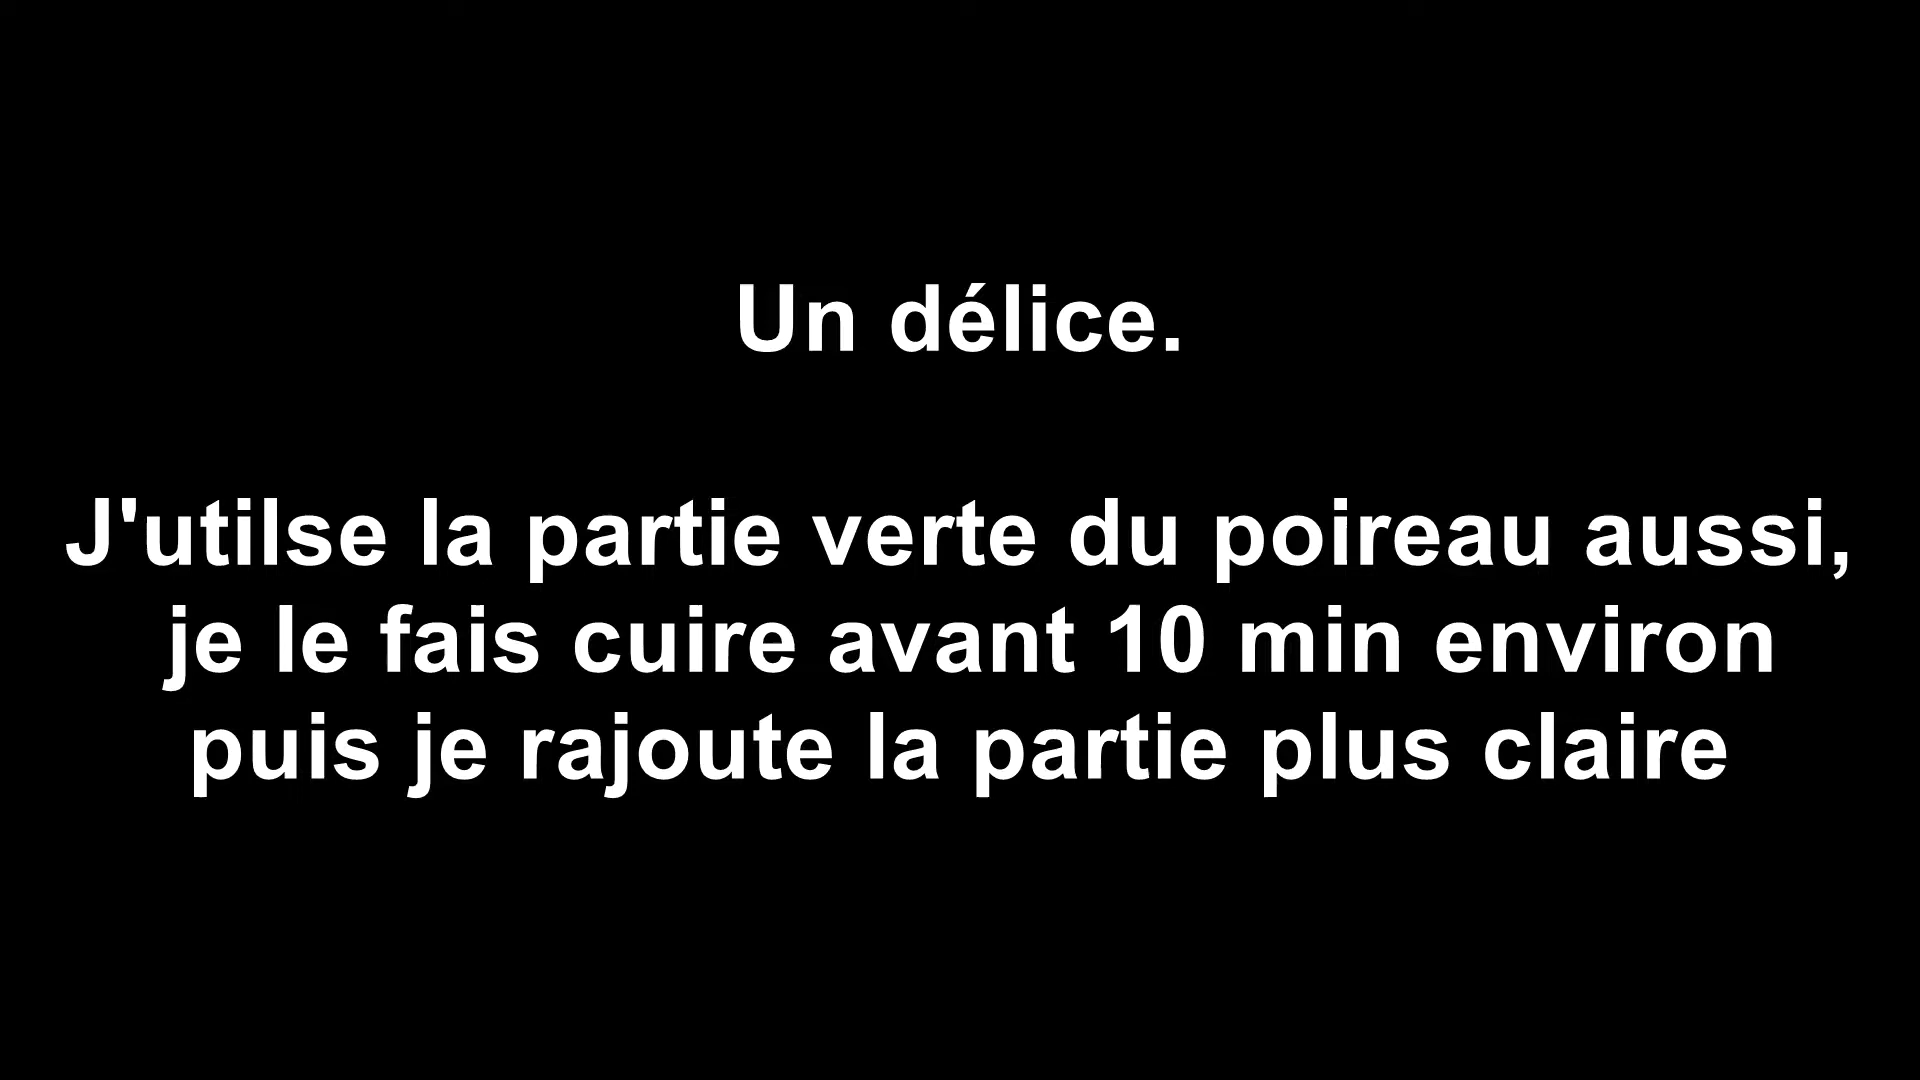 Un délice.
J'utilse la partie verte du poireau aussi,
je le fais cuire avant 10 min environ
puis je rajoute la partie plus claire